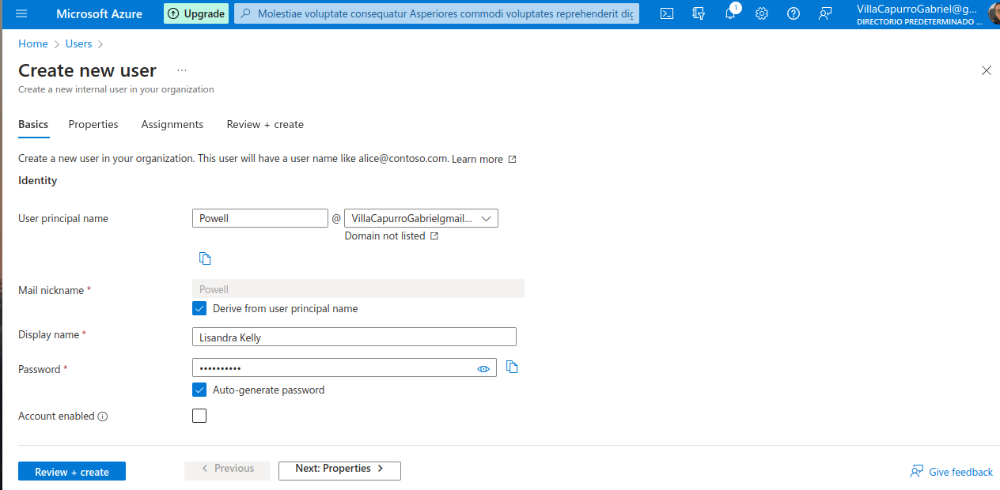 Microsoft Azure
Upgrade
Molestiae voluptate consequatur Asperiores commodi voluptates reprehenderit dig
1
VillaCapurroGabriel@g...
DIRECTORIO PREDETERMINADO ...
Home > Users >
Create new user ...
Create a new internal user in your organization
Basics Properties Assignments Review + create
Create a new user in your organization. This user will have a user name like alice@contoso.com. Learn more
Identity
User principal name
Powell @ VillaCapurroGabrielgmail...
Domain not listed
Mail nickname *
Powell
Derive from user principal name
Display name *
Lisandra Kelly
Password *
••••••••••
Auto-generate password
Account enabled
Review + create
< Previous
Next: Properties >
Give feedback